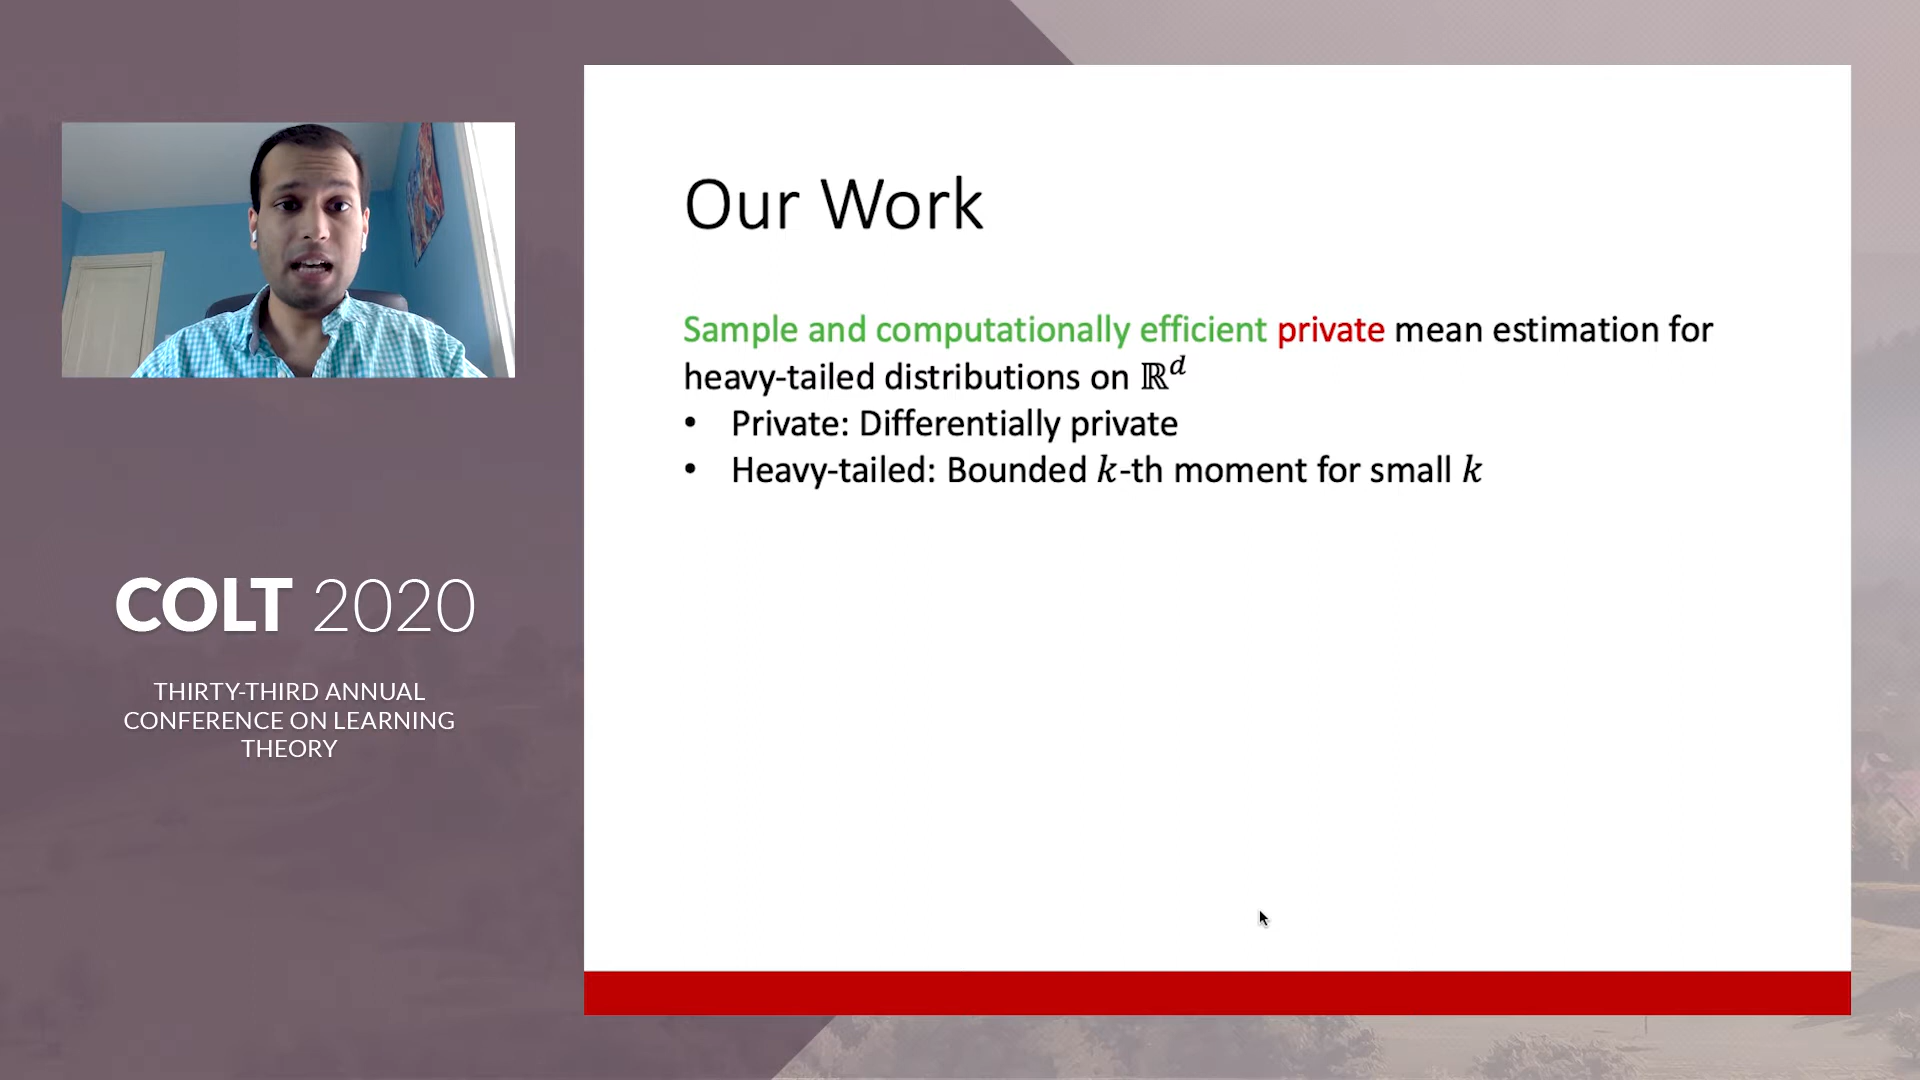 COLT 2020
THIRTY-THIRD ANNUAL
CONFERENCE ON LEARNING
THEORY
Our Work
Sample and computationally efficient private mean estimation for
heavy-tailed distributions on ℝᵈ
• Private: Differentially private
• Heavy-tailed: Bounded 𝑘-th moment for small 𝑘